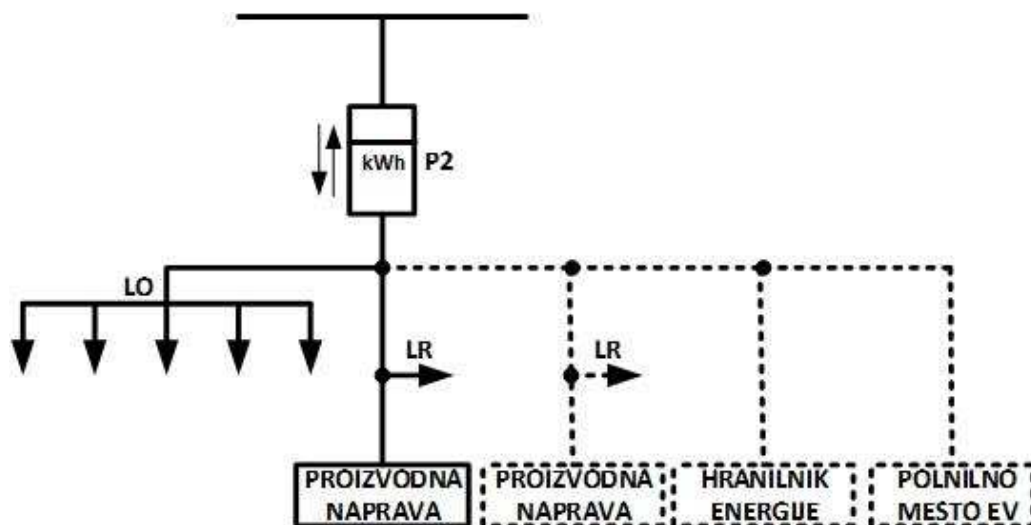 kWh P2
LO
LR LR
PROIZVODNA
NAPRAVA
PROIZVODNA
NAPRAVA
HRANILNIK
ENERGIJE
POLNILNO
MESTO EV